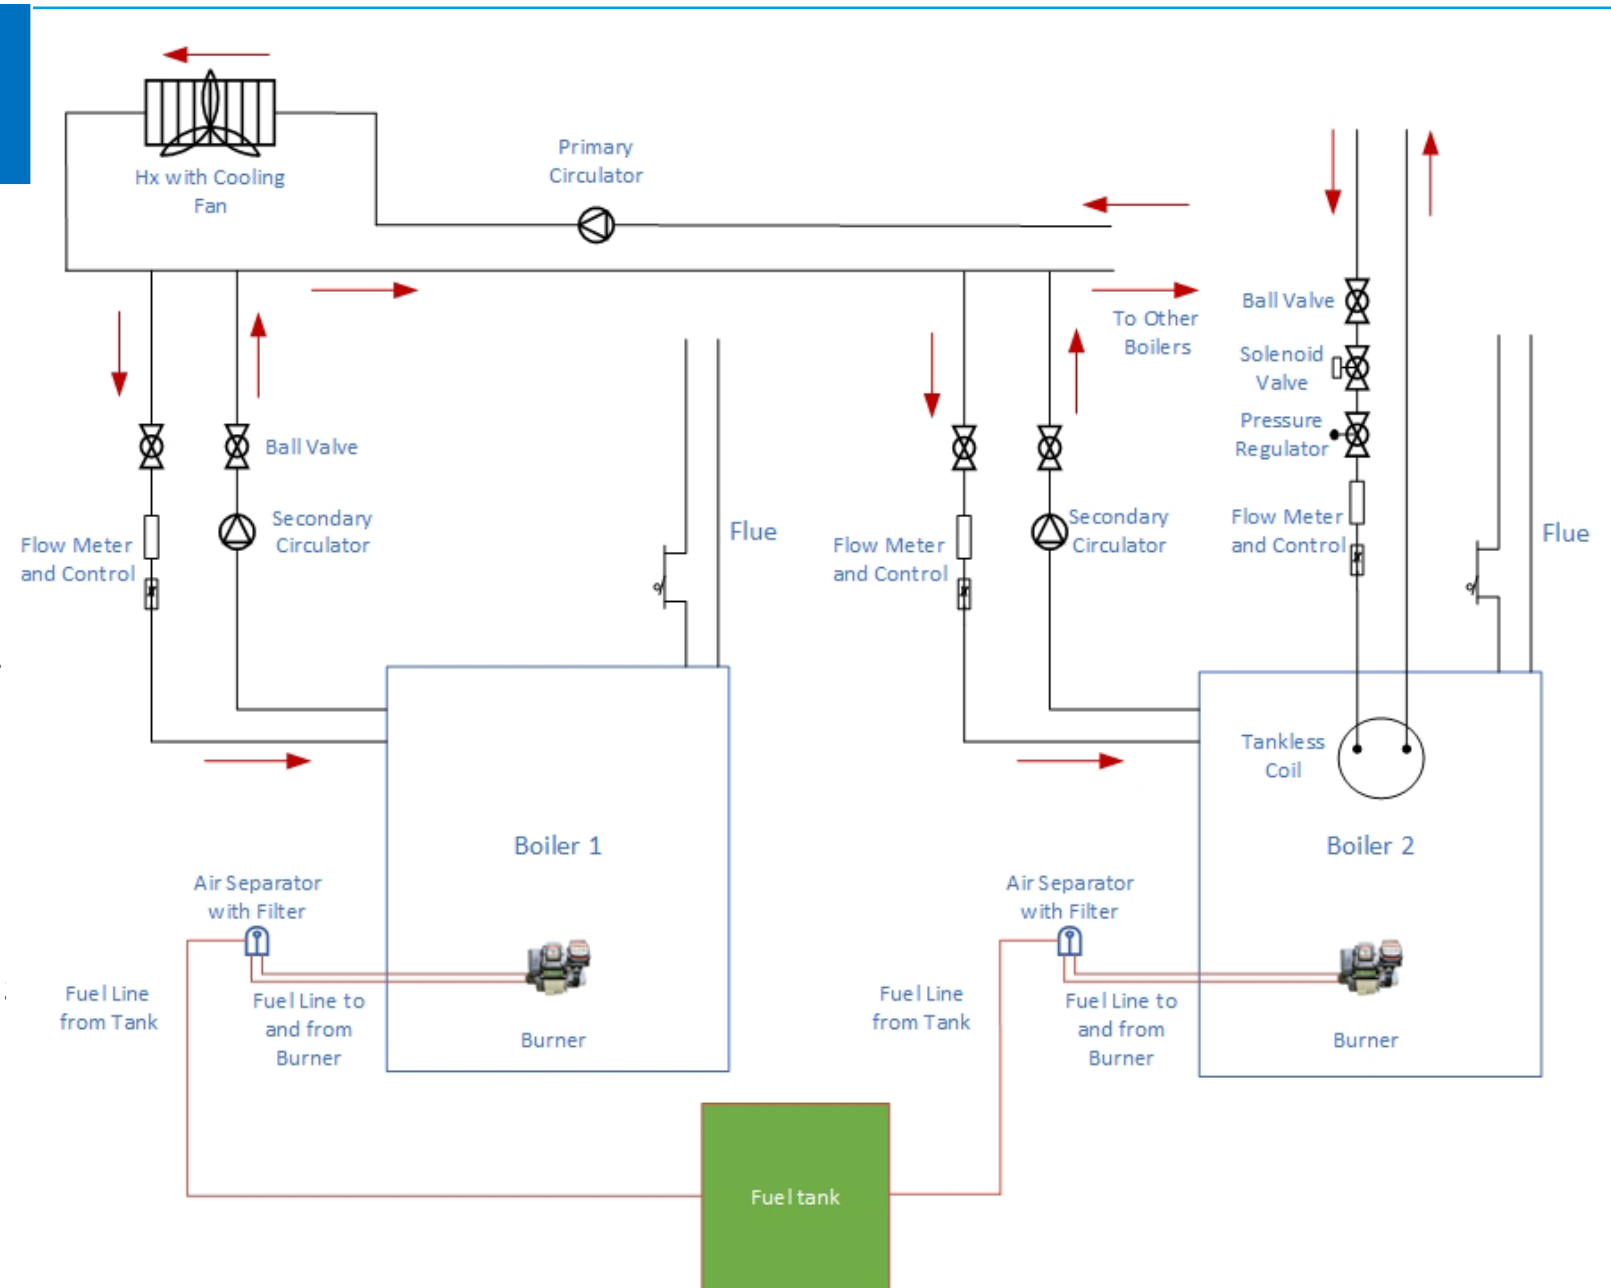 Hx with Cooling
Fan
Primary
Circulator
To Other
Boilers
Ball Valve
Solenoid
Valve
Pressure
Regulator
Flow Meter
and Control
Ball Valve
Secondary
Circulator
Flow Meter
and Control
Flue
Secondary
Circulator
Flow Meter
and Control
Flue
Tankless
Coil
Boiler 1
Boiler 2
Air Separator
with Filter
Air Separator
with Filter
Fuel Line
from Tank
Fuel Line to
and from
Burner
Burner
Fuel Line
from Tank
Fuel Line to
and from
Burner
Burner
Fuel tank